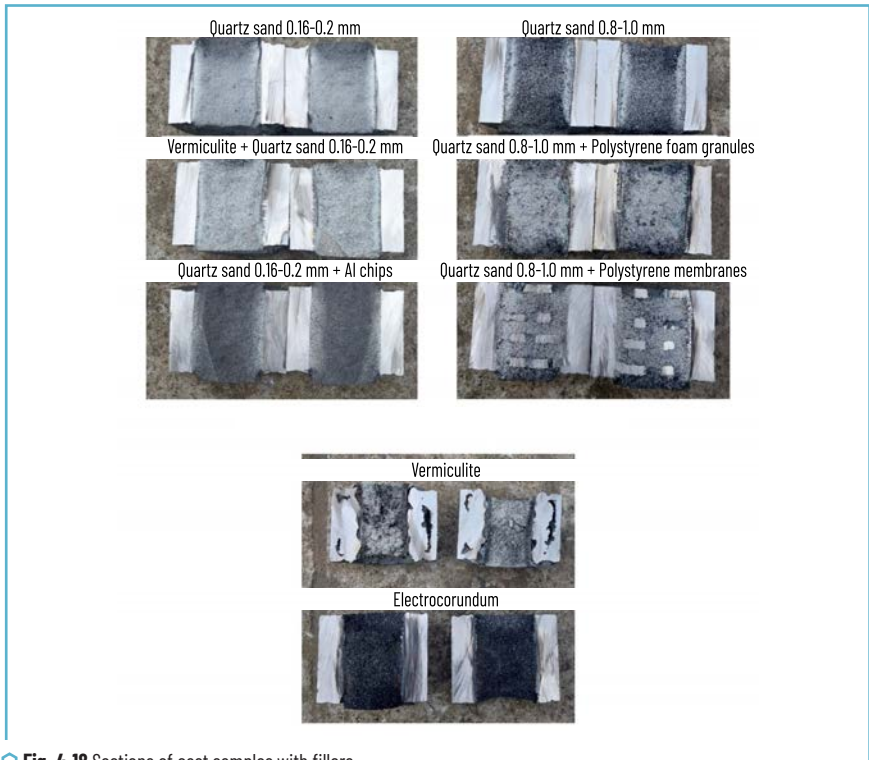 Quartz sand 0.16-0.2 mm
Quartz sand 0.8-1.0 mm
Vermiculite + Quartz sand 0.16-0.2 mm
Quartz sand 0.8-1.0 mm + Polystyrene foam granules
Quartz sand 0.16-0.2 mm + Al chips
Quartz sand 0.8-1.0 mm + Polystyrene membranes
Vermiculite
Electrocorundum
Fig. 4.18 Sections of cast samples with fillers